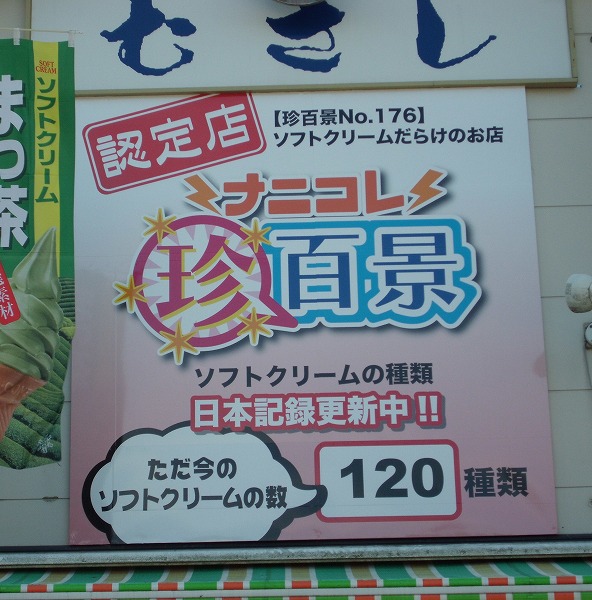 むさし
SOFT CREAM
ソフトクリーム
まっ茶
認定店
【珍百景No.176】
ソフトクリームだらけのお店
ナニコレ
珍百景
ソフトクリームの種類
日本記録更新中!!
ただ今の
ソフトクリームの数
120種類